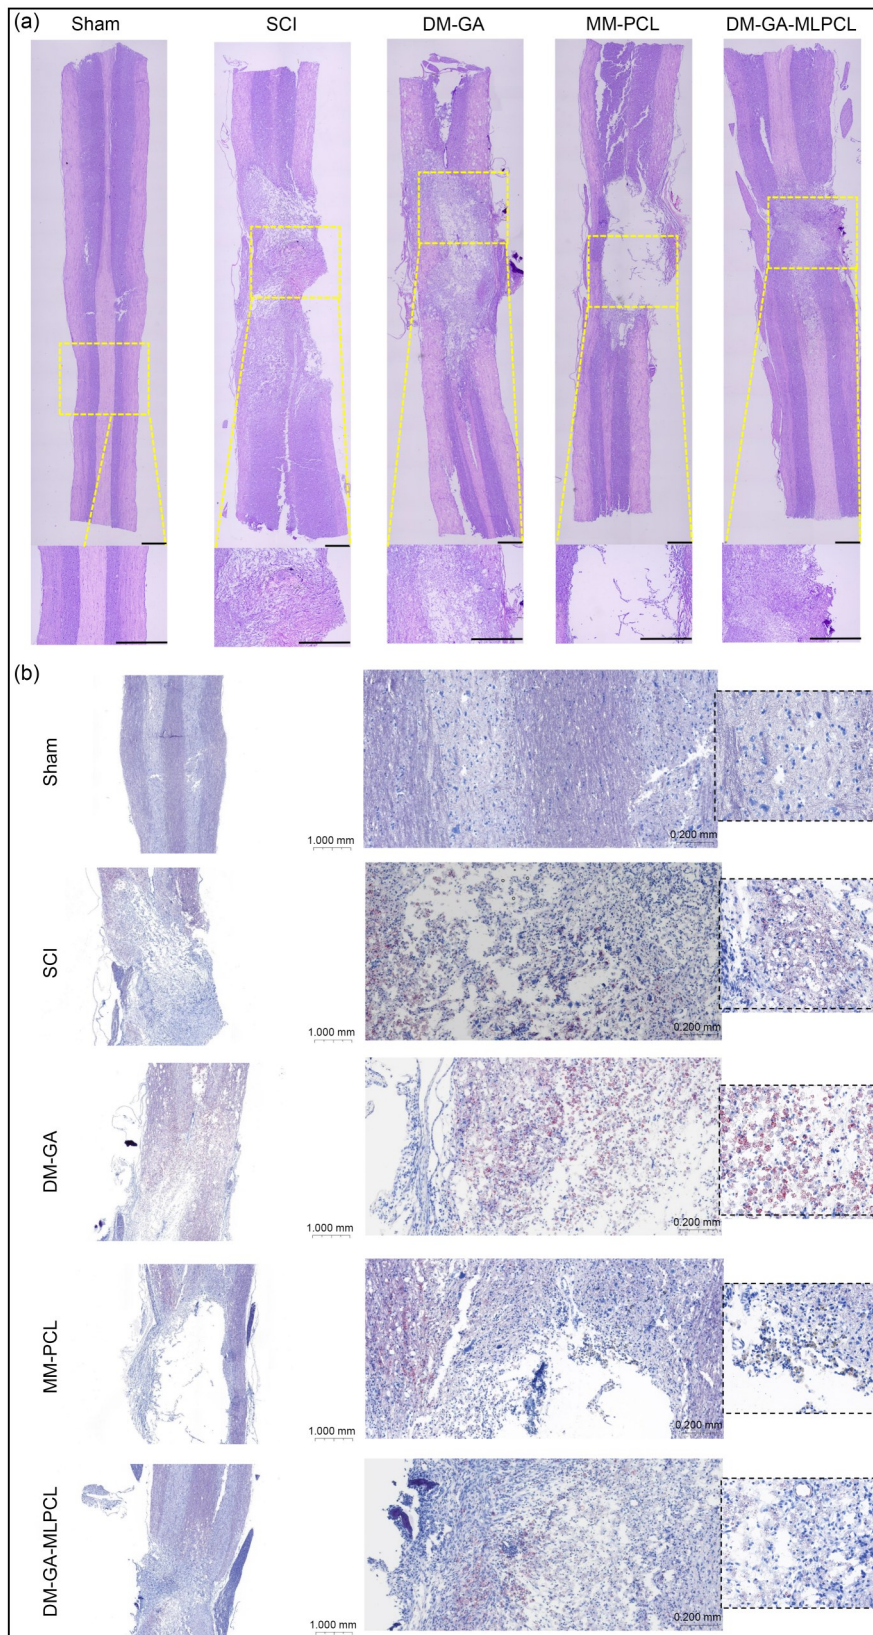 (a)
Sham SCI DM-GA MM-PCL DM-GA-MLPCL
(b)
Sham
1.000 mm
0.200 mm
SCI
1.000 mm
0.200 mm
DM-GA
1.000 mm
0.200 mm
MM-PCL
1.000 mm
0.200 mm
DM-GA-MLPCL
1.000 mm
0.200 mm